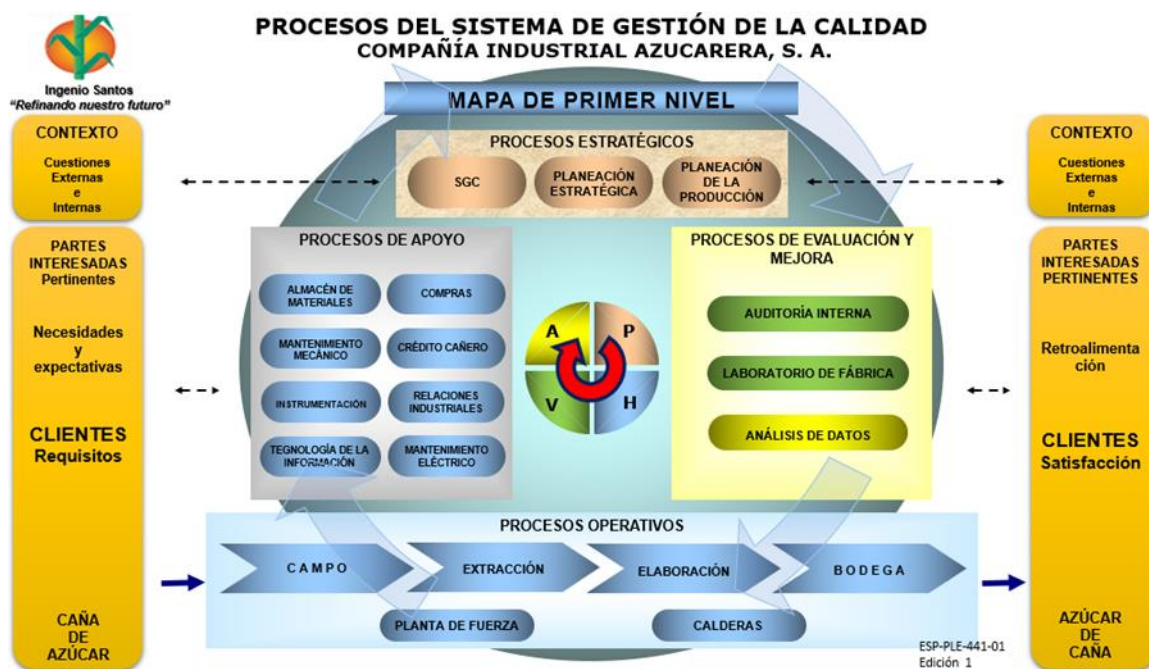 PROCESOS DEL SISTEMA DE GESTIÓN DE LA CALIDAD
COMPAÑÍA INDUSTRIAL AZUCARERA, S. A.
Ingenio Santos
"Refinando nuestro futuro"
MAPA DE PRIMER NIVEL
CONTEXTO
Cuestiones
Externas
e
Internas
PROCESOS ESTRATÉGICOS
SGC
PLANEACIÓN
ESTRATÉGICA
PLANEACIÓN
DE LA
PRODUCCIÓN
CONTEXTO
Cuestiones
Externas
e
Internas
PARTES
INTERESADAS
Pertinentes
Necesidades
y
expectativas
CLIENTES
Requisitos
CAÑA
DE
AZÚCAR
PROCESOS DE APOYO
ALMACÉN DE
MATERIALES
COMPRAS
MANTENIMIENTO
MECÁNICO
CRÉDITO CAÑERO
INSTRUMENTACIÓN
RELACIONES
INDUSTRIALES
TEGNOLOGÍA DE LA
INFORMACIÓN
MANTENIMIENTO
ELÉCTRICO
A
P
V
H
PROCESOS DE EVALUACIÓN Y
MEJORA
AUDITORÍA INTERNA
LABORATORIO DE FÁBRICA
ANÁLISIS DE DATOS
PARTES
INTERESADAS
PERTINENTES
Retroalimenta
ción
CLIENTES
Satisfacción
AZÚCAR
DE
CAÑA
PROCESOS OPERATIVOS
C A M P O
EXTRACCIÓN
ELABORACIÓN
B O D E G A
PLANTA DE FUERZA
CALDERAS
ESP-PLE-441-01
Edición 1